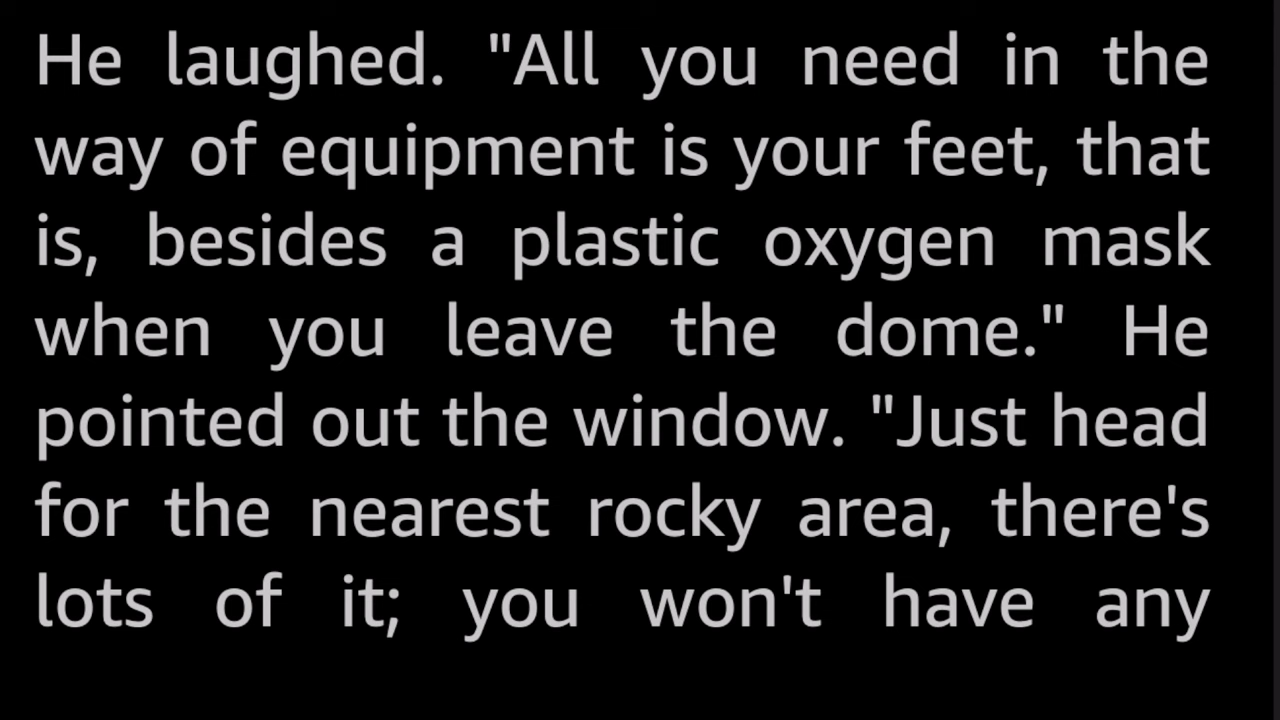 He laughed. "All you need in the
way of equipment is your feet, that
is, besides a plastic oxygen mask
when you leave the dome." He
pointed out the window. "Just head
for the nearest rocky area, there's
lots of it; you won't have any